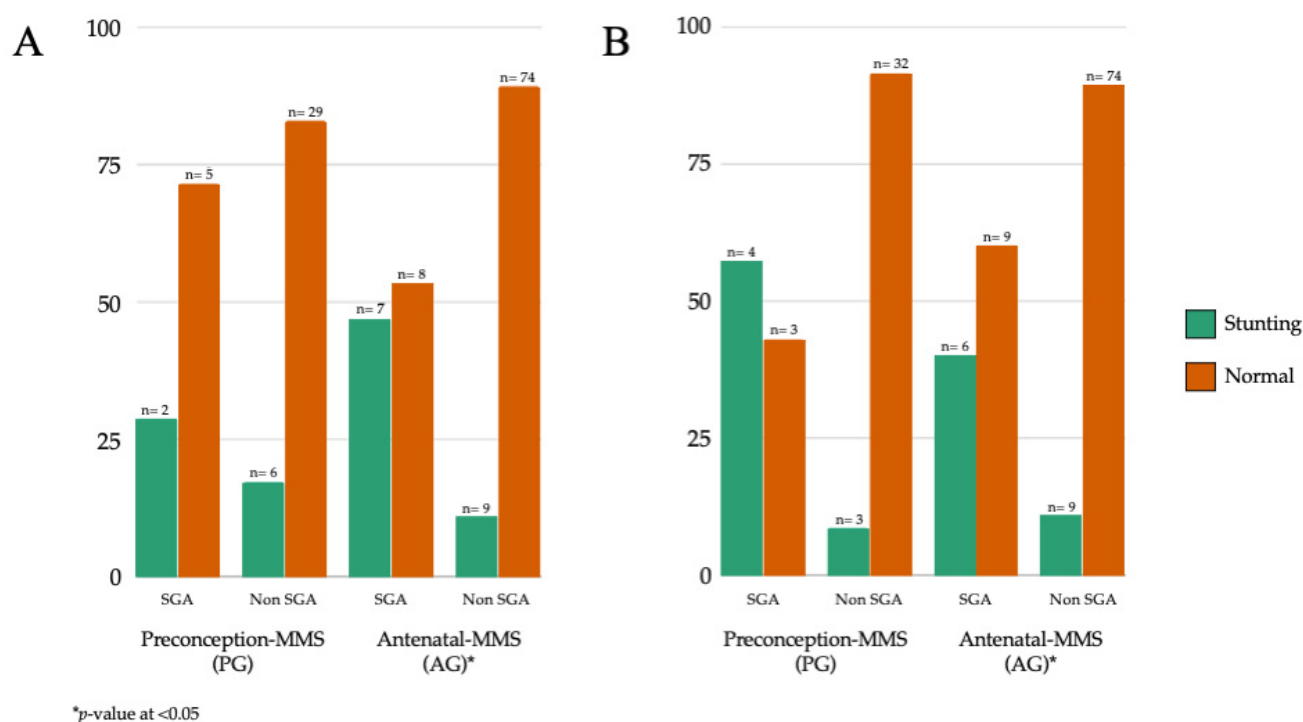 A
100
75
50
25
0
n= 2
n= 5
n= 6
n= 29
n= 7
n= 8
n= 9
n= 74
SGA
Non SGA
SGA
Non SGA
Preconception-MMS
(PG)
Antenatal-MMS
(AG)*
B
100
75
50
25
0
n= 4
n= 3
n= 3
n= 32
n= 6
n= 9
n= 9
n= 74
SGA
Non SGA
SGA
Non SGA
Preconception-MMS
(PG)
Antenatal-MMS
(AG)*
Stunting
Normal
*p-value at <0.05